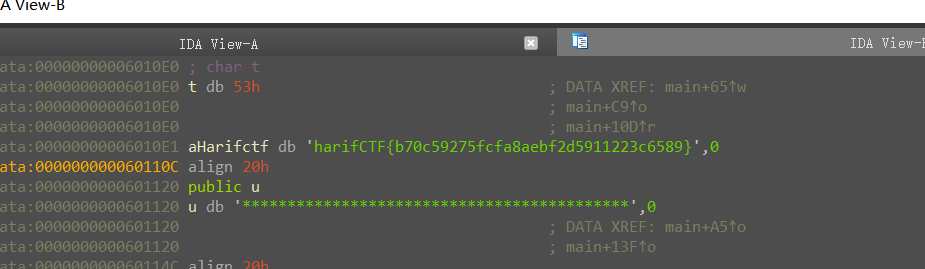 A View-B
IDA View-A IDA View-
ata:00000000006010E0 ; char t
ata:00000000006010E0 t db 53h ; DATA XREF: main+65↑w
ata:00000000006010E0 ; main+C9↑o
ata:00000000006010E0 ; main+10D↑r
ata:00000000006010E1 aHarifctf db 'harifCTF{b70c59275fcfa8aebf2d5911223c6589}',0
ata:000000000060110C align 20h
ata:0000000000601120 public u
ata:0000000000601120 u db '*******************************************',0
ata:0000000000601120 ; DATA XREF: main+A5↑o
ata:0000000000601120 ; main+13F↑o
ata:000000000060114C align 20h